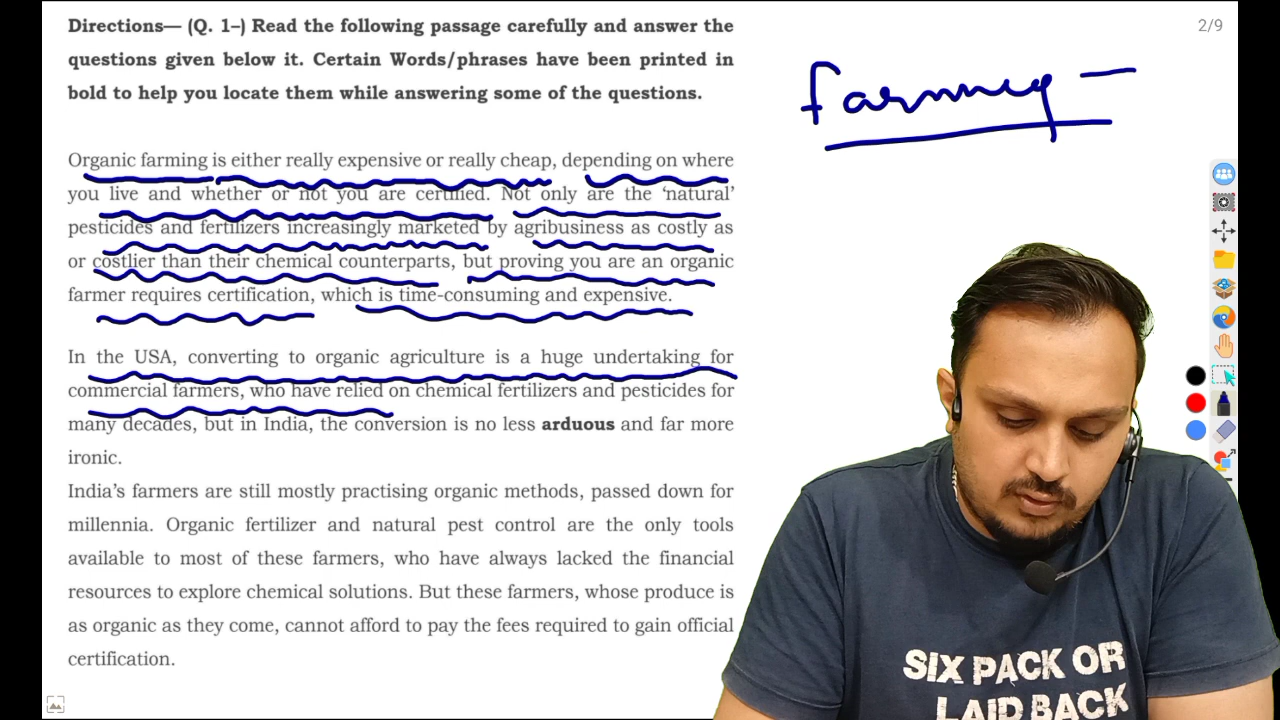 Directions— (Q. 1–) Read the following passage carefully and answer the
questions given below it. Certain Words/phrases have been printed in
bold to help you locate them while answering some of the questions.
2/9
Farming –
Organic farming is either really expensive or really cheap, depending on where
you live and whether or not you are certified. Not only are the ‘natural’
pesticides and fertilizers increasingly marketed by agribusiness as costly as
or costlier than their chemical counterparts, but proving you are an organic
farmer requires certification, which is time-consuming and expensive.
In the USA, converting to organic agriculture is a huge undertaking for
commercial farmers, who have relied on chemical fertilizers and pesticides for
many decades, but in India, the conversion is no less arduous and far more
ironic.
India’s farmers are still mostly practising organic methods, passed down for
millennia. Organic fertilizer and natural pest control are the only tools
available to most of these farmers, who have always lacked the financial
resources to explore chemical solutions. But these farmers, whose produce is
as organic as they come, cannot afford to pay the fees required to gain official
certification.
SIX PACK OR
LAID BACK